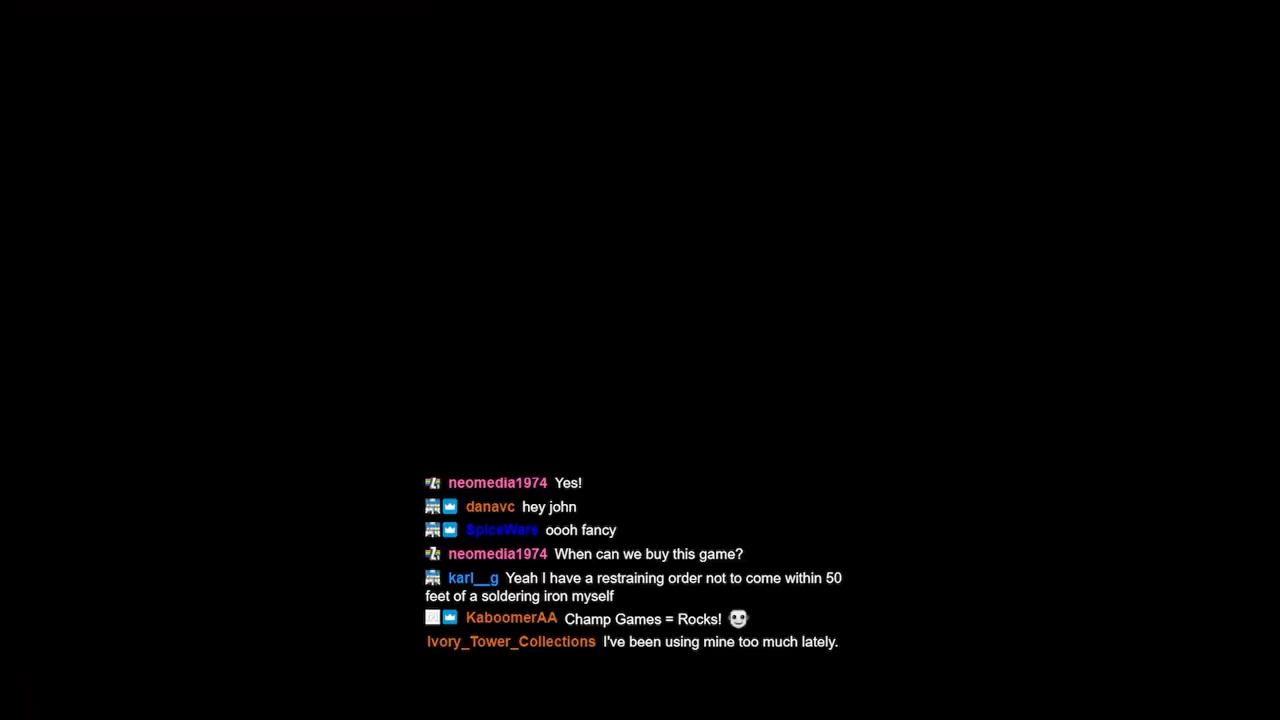 neomedia1974 Yes!
danavc hey john
SpiceWare oooh fancy
neomedia1974 When can we buy this game?
karl__g Yeah I have a restraining order not to come within 50
feet of a soldering iron myself
KaboomerAA Champ Games = Rocks!
Ivory_Tower_Collections I've been using mine too much lately.